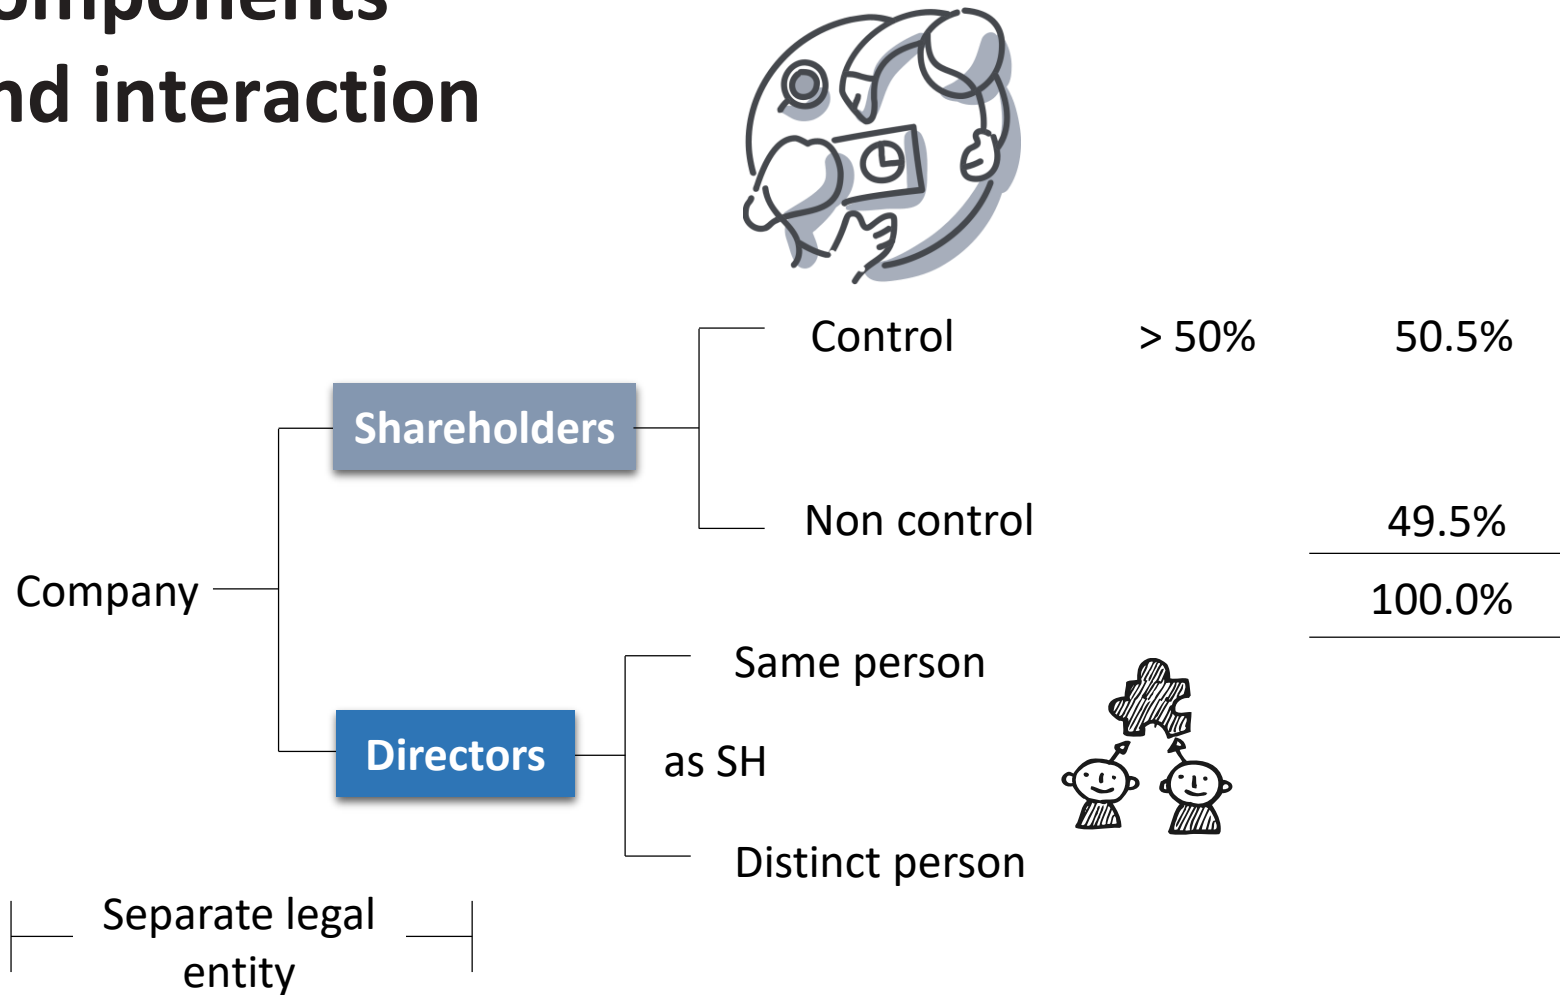 omponents
nd interaction
Control > 50% 50.5%
Shareholders
Non control 49.5%
Company
100.0%
Same person
Directors
as SH
Distinct person
Separate legal
entity